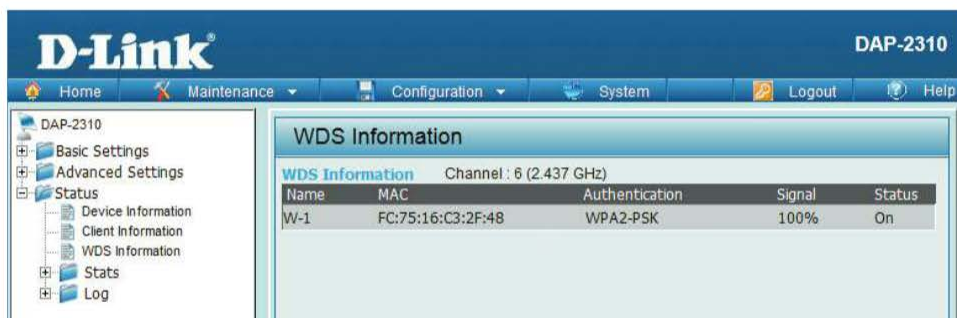 D-Link®
DAP-2310
Home Maintenance Configuration System Logout Help
DAP-2310
Basic Settings
Advanced Settings
Status
Device Information
Client Information
WDS Information
Stats
Log
WDS Information
WDS Information Channel : 6 (2.437 GHz)
Name MAC Authentication Signal Status
W-1 FC:75:16:C3:2F:48 WPA2-PSK 100% On